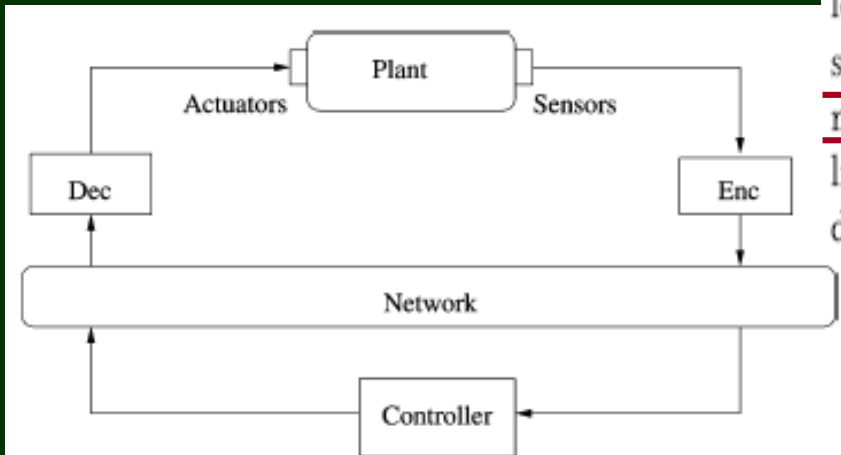 Plant
Actuators
Sensors
Dec
Enc
Network
Controller